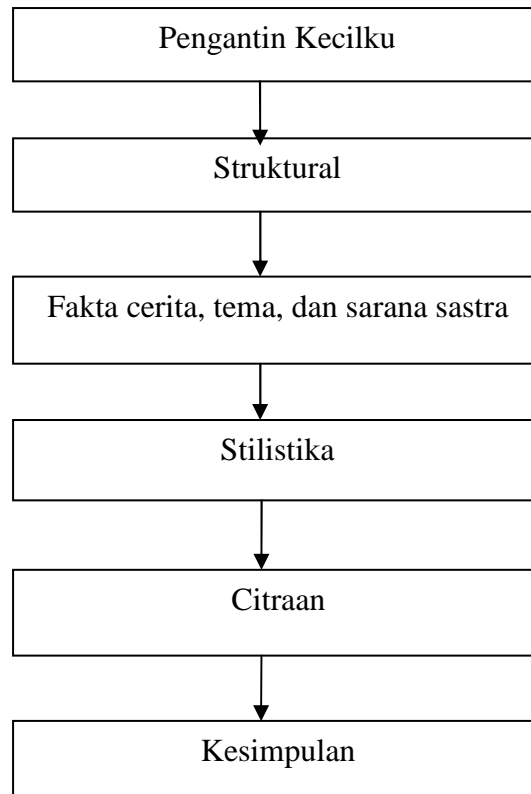 Pengantin Kecilku
Struktural
Fakta cerita, tema, dan sarana sastra
Stilistika
Citraan
Kesimpulan